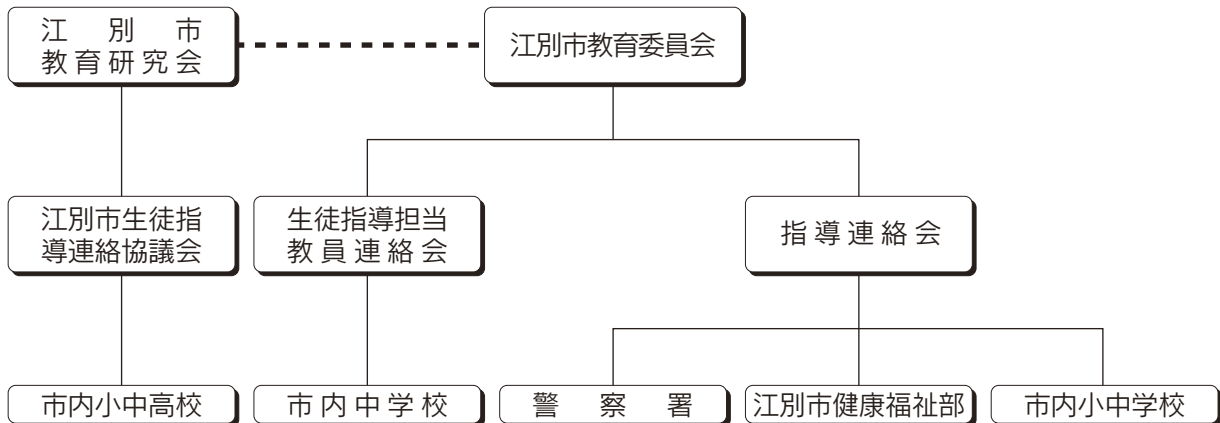 江別市
教育研究会
江別市教育委員会
江別市生徒指
導連絡協議会
生徒指導担当
教員連絡会
指導連絡会
市内小中高校
市内中学校
警察署
江別市健康福祉部
市内小中学校